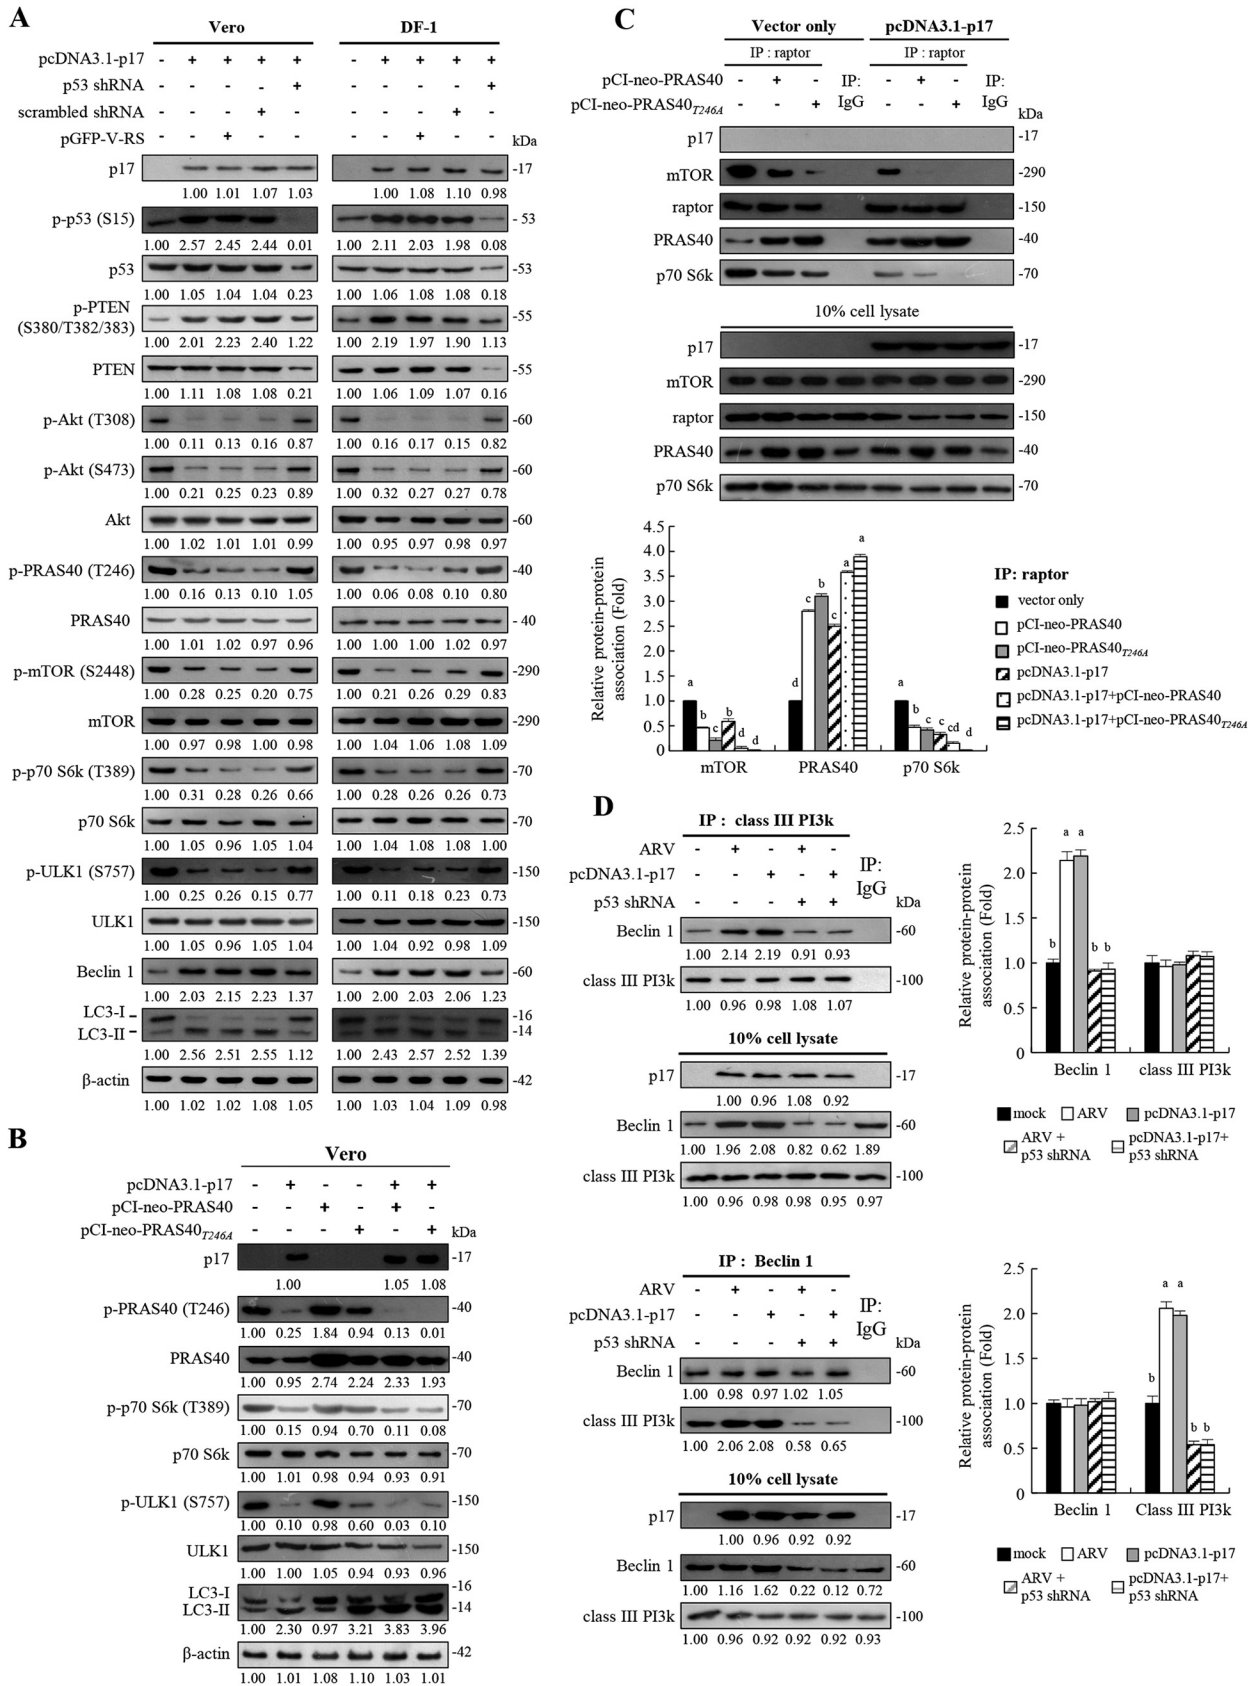 A
Vero DF-1
pcDNA3.1-p17 - + + + + - + + + +
p53 shRNA - - - - + - - - - +
scrambled shRNA - - - + - - - + -
pGFP-V-RS - - + - - + kDa
p17 -17
1.00 1.01 1.07 1.03 1.00 1.08 1.10 0.98
p-p53 (S15) - 53
1.00 2.57 2.45 2.44 0.01 1.00 2.11 2.03 1.98 0.08
p53 -53
1.00 1.05 1.04 1.04 0.23 1.00 1.06 1.08 1.08 0.18
p-PTEN
(S380/T382/383) -55
1.00 2.01 2.23 2.40 1.22 1.00 2.19 1.97 1.90 1.13
PTEN -55
1.00 1.11 1.08 1.08 0.21 1.00 1.06 1.09 1.07 0.16
p-Akt (T308) -60
1.00 0.11 0.13 0.16 0.87 1.00 0.16 0.17 0.15 0.82
p-Akt (S473) -60
1.00 0.21 0.25 0.23 0.89 1.00 0.32 0.27 0.27 0.78
Akt -60
1.00 1.02 1.01 1.01 0.99 1.00 0.95 0.97 0.98 0.97
p-PRAS40 (T246) -40
1.00 0.16 0.13 0.10 1.05 1.00 0.06 0.08 0.10 0.80
PRAS40 - 40
1.00 1.01 1.02 0.97 0.96 1.00 1.00 1.00 1.02 0.97
p-mTOR (S2448) -290
1.00 0.28 0.25 0.20 0.75 1.00 0.21 0.26 0.29 0.83
mTOR -290
1.00 0.97 0.98 1.00 0.98 1.00 1.04 1.06 1.08 1.09
p-p70 S6k (T389) -70
1.00 0.31 0.28 0.26 0.66 1.00 0.28 0.26 0.26 0.73
p70 S6k -70
1.00 1.05 0.96 1.05 1.04 1.00 1.04 1.08 1.08 1.00
p-ULK1 (S757) -150
1.00 0.25 0.26 0.15 0.77 1.00 0.11 0.18 0.23 0.73
ULK1 -150
1.00 1.05 0.96 1.05 1.04 1.00 1.04 0.92 0.98 1.09
Beclin 1 -60
1.00 2.03 2.15 2.23 1.37 1.00 2.00 2.03 2.06 1.23
LC3-I -16
LC3-II -14
1.00 2.56 2.51 2.55 1.12 1.00 2.43 2.57 2.52 1.39
β-actin -42
1.00 1.02 1.02 1.08 1.05 1.00 1.03 1.04 1.09 0.98
B
Vero
pcDNA3.1-p17 - + - - + +
pCI-neo-PRAS40 - - + - + -
pCI-neo-PRAS40T246A - - - + - + kDa
p17 -17
1.00 1.05 1.08
p-PRAS40 (T246) -40
1.00 0.25 1.84 0.94 0.13 0.01
PRAS40 -40
1.00 0.95 2.74 2.24 2.33 1.93
p-p70 S6k (T389) -70
1.00 0.15 0.94 0.70 0.11 0.08
p70 S6k -70
1.00 1.01 0.98 0.94 0.93 0.91
p-ULK1 (S757) -150
1.00 0.10 0.98 0.60 0.03 0.10
ULK1 -150
1.00 1.00 1.05 0.94 0.93 0.96
LC3-I -16
LC3-II -14
1.00 2.30 0.97 3.21 3.83 3.96
β-actin -42
1.00 1.01 1.08 1.10 1.03 1.01
C
Vector only pcDNA3.1-p17
IP : raptor IP : raptor
pCI-neo-PRAS40 - + - IP: - + - IP:
pCI-neo-PRAS40T246A - - + IgG - - + IgG
kDa
p17 -17
mTOR -290
raptor -150
PRAS40 -40
p70 S6k -70
10% cell lysate
p17 -17
mTOR -290
raptor -150
PRAS40 -40
p70 S6k -70
Relative protein-protein
association (Fold)
4.5
4.0
3.5
3.0
2.5
2.0
1.5
1.0
0.5
0
a b c b d d
d c b c a a
a b c c cd d
mTOR PRAS40 p70 S6k
IP: raptor
vector only
pCI-neo-PRAS40
pCI-neo-PRAS40T246A
pcDNA3.1-p17
pcDNA3.1-p17+pCI-neo-PRAS40
pcDNA3.1-p17+pCI-neo-PRAS40T246A
D
IP : class III PI3k
ARV - + - + -
pcDNA3.1-p17 - - + - + IP:
p53 shRNA - - - + + IgG kDa
Beclin 1 -60
1.00 2.14 2.19 0.91 0.93
class III PI3k -100
1.00 0.96 0.98 1.08 1.07
10% cell lysate
p17 -17
1.00 0.96 1.08 0.92
Beclin 1 -60
1.00 1.96 2.08 0.82 0.62 1.89
class III PI3k -100
1.00 0.96 0.98 0.98 0.95 0.97
Relative protein-protein
association (Fold)
2.5
2.0
1.5
1.0
0.5
0
b a a b b
Beclin 1 class III PI3k
mock ARV pcDNA3.1-p17
ARV + p53 shRNA pcDNA3.1-p17+ p53 shRNA
IP : Beclin 1
ARV - + - + -
pcDNA3.1-p17 - - + - + IP:
p53 shRNA - - - + + IgG kDa
Beclin 1 -60
1.00 0.98 0.97 1.02 1.05
class III PI3k -100
1.00 2.06 2.08 0.58 0.65
10% cell lysate
p17 -17
1.00 0.96 0.92 0.92
Beclin 1 -60
1.00 1.16 1.62 0.22 0.12 0.72
class III PI3k -100
1.00 0.96 0.92 0.92 0.92 0.93
Relative protein-protein
association (Fold)
2.5
2.0
1.5
1.0
0.5
0
b a a b b
Beclin 1 Class III PI3k
mock ARV pcDNA3.1-p17
ARV + p53 shRNA pcDNA3.1-p17+ p53 shRNA